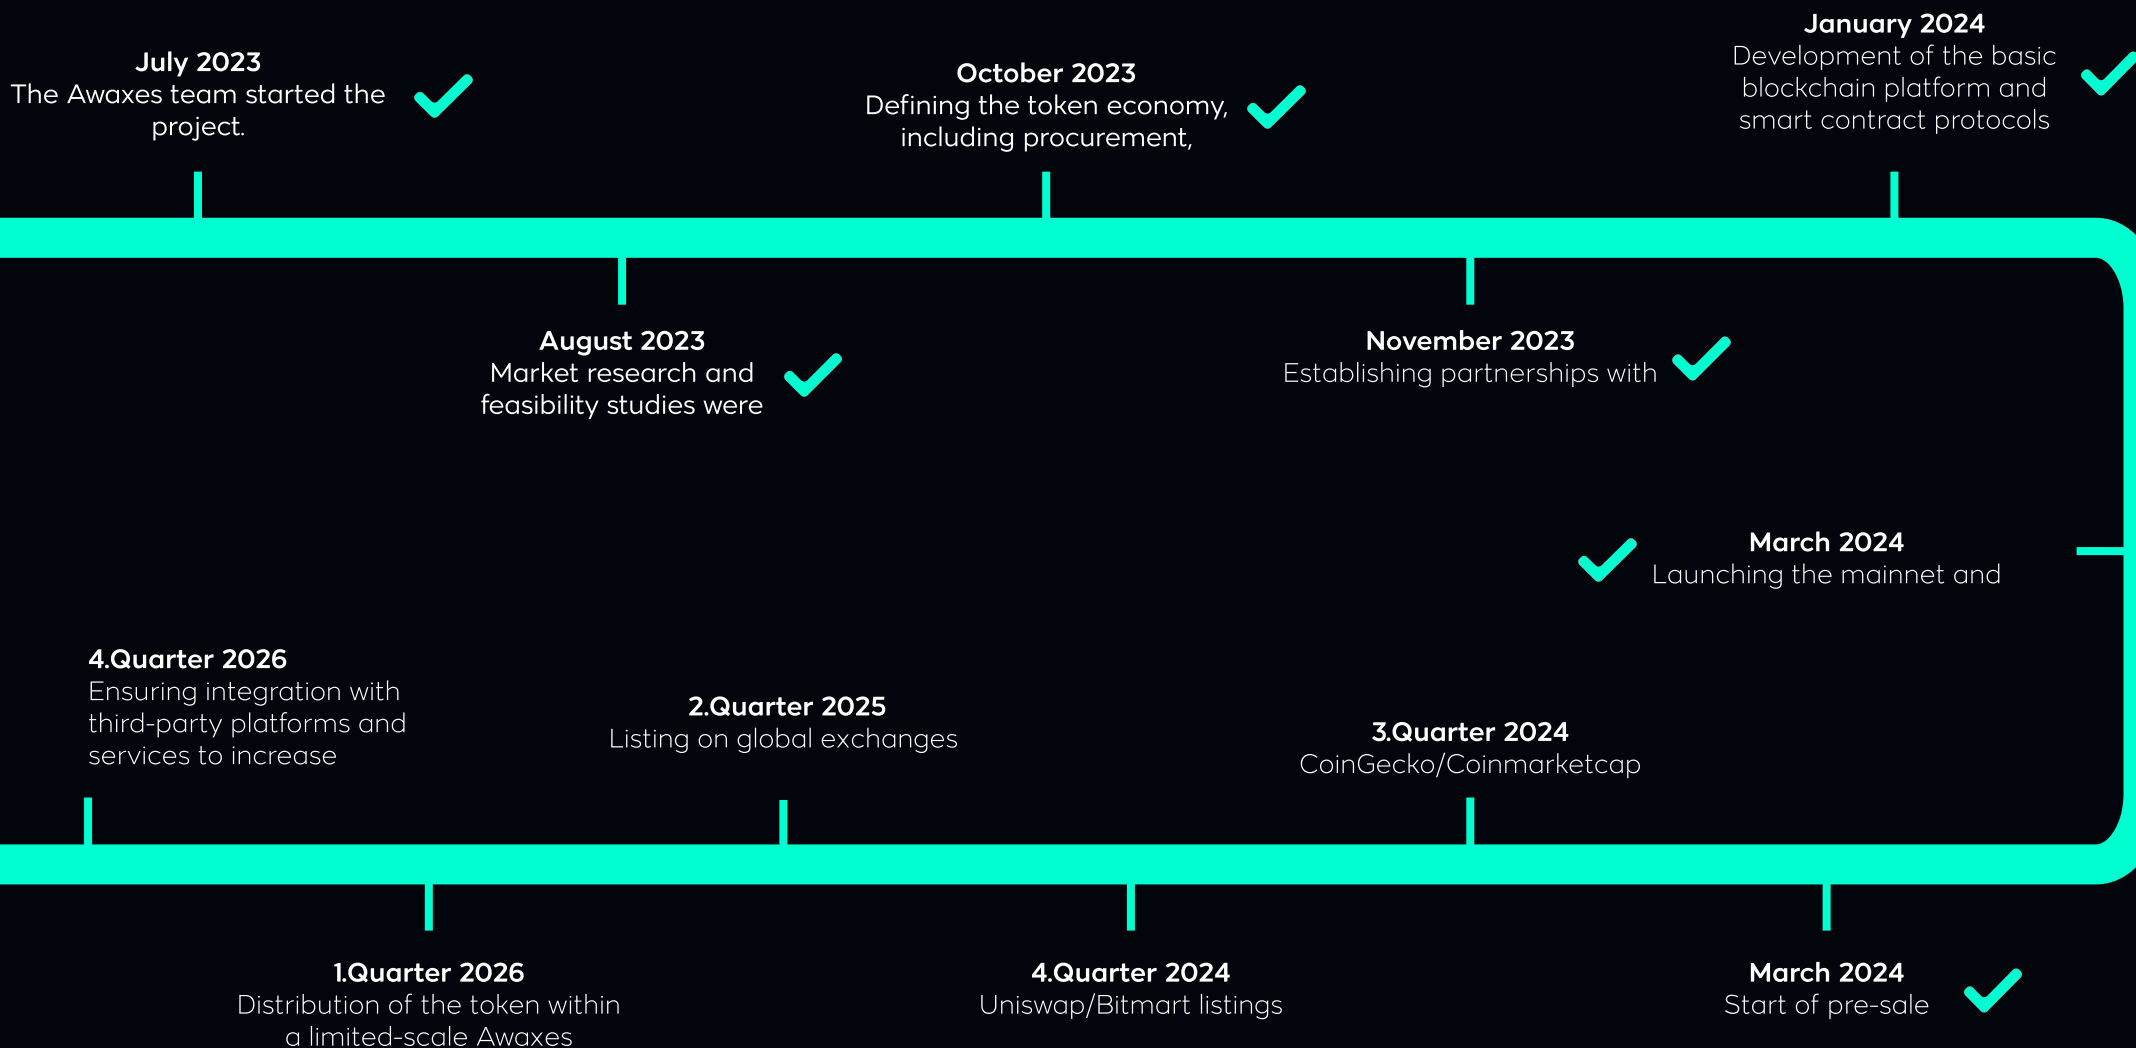 July 2023
The Awaxes team started the
project.
October 2023
Defining the token economy,
including procurement,
January 2024
Development of the basic
blockchain platform and
smart contract protocols
August 2023
Market research and
feasibility studies were
November 2023
Establishing partnerships with
March 2024
Launching the mainnet and
4.Quarter 2026
Ensuring integration with
third-party platforms and
services to increase
2.Quarter 2025
Listing on global exchanges
3.Quarter 2024
CoinGecko/Coinmarketcap
1.Quarter 2026
Distribution of the token within
a limited-scale Awaxes
4.Quarter 2024
Uniswap/Bitmart listings
March 2024
Start of pre-sale